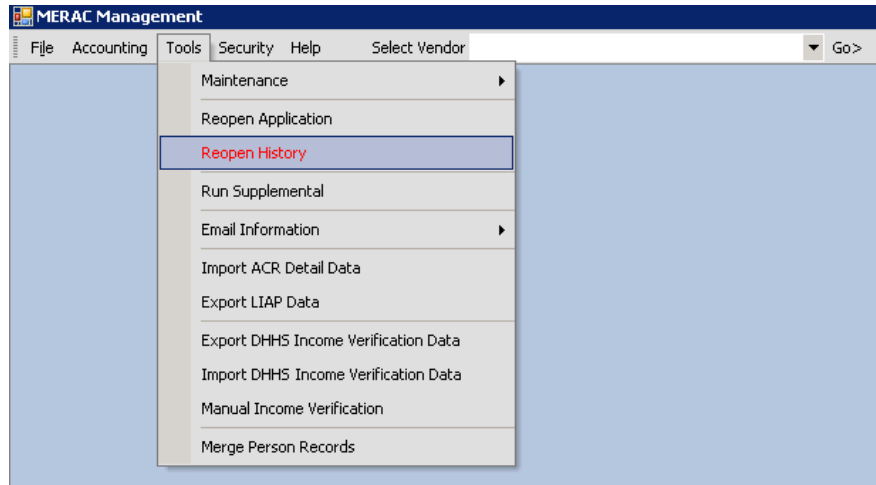 MERAC Management
File Accounting Tools Security Help Select Vendor Go>
Maintenance
Reopen Application
Reopen History
Run Supplemental
Email Information
Import ACR Detail Data
Export LIAP Data
Export DHHS Income Verification Data
Import DHHS Income Verification Data
Manual Income Verification
Merge Person Records